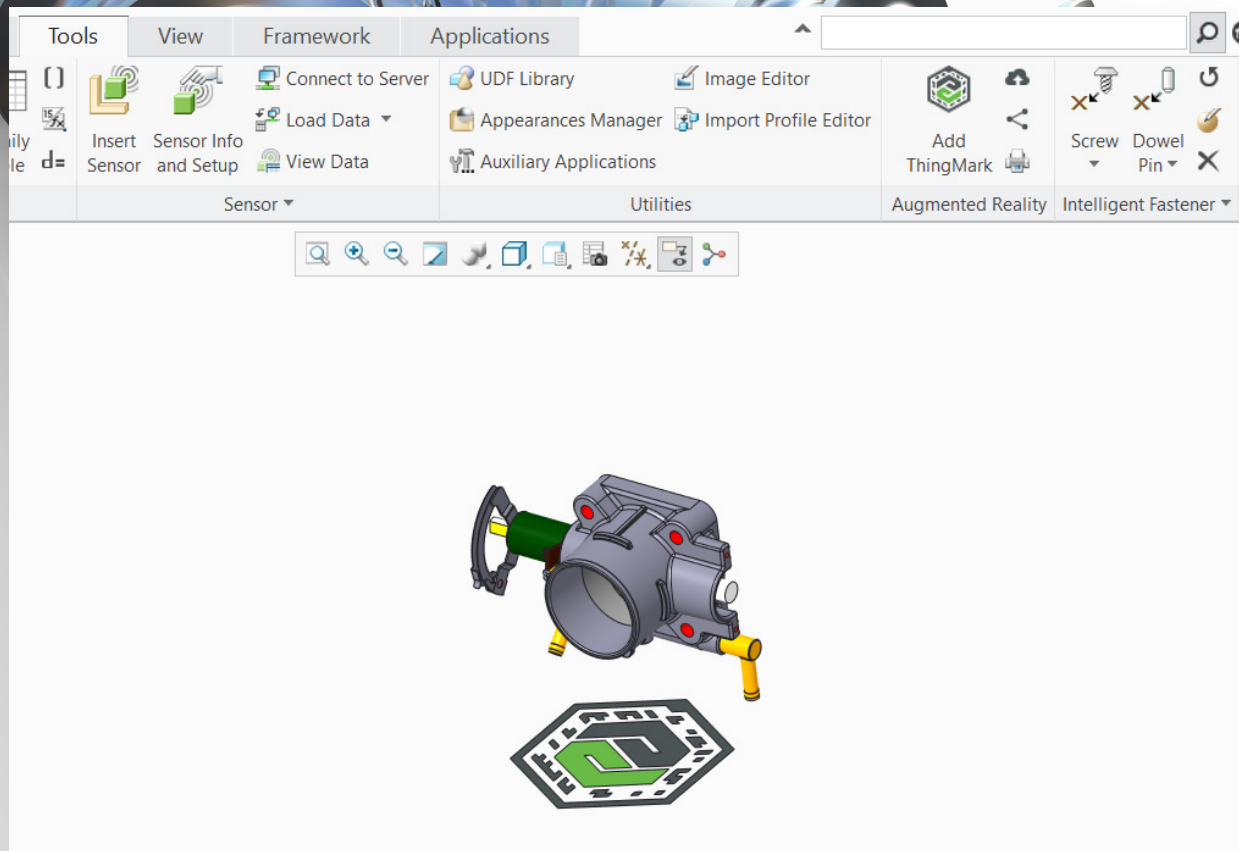 Tools View Framework Applications
Connect to Server
UDF Library
Image Editor
Load Data
Appearances Manager
Import Profile Editor
Insert
Sensor
Sensor Info
and Setup
View Data
Auxiliary Applications
Add
ThingMark
Screw
Dowel
Pin
d=
Sensor
Utilities
Augmented Reality
Intelligent Fastener